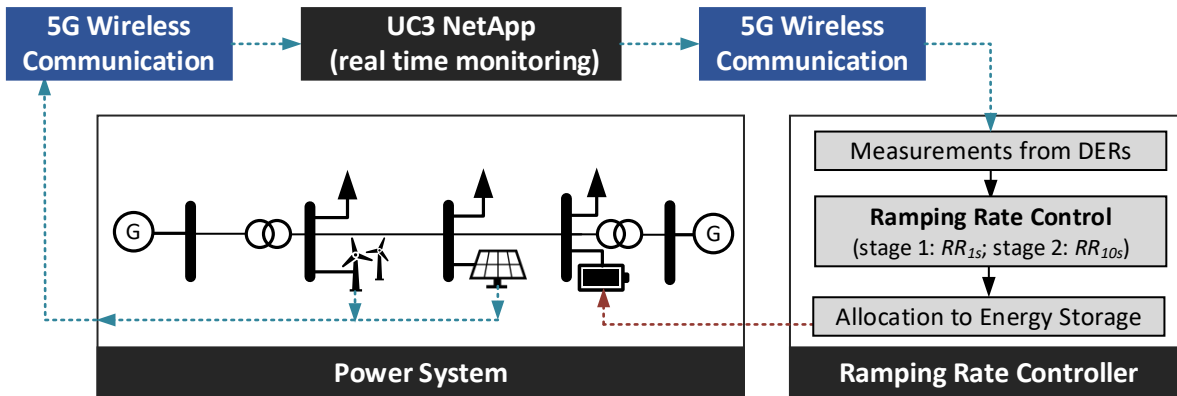 5G Wireless
Communication
UC3 NetApp
(real time monitoring)
5G Wireless
Communication
G
G
Power System
Measurements from DERs
Ramping Rate Control
(stage 1: RR1s; stage 2: RR10s)
Allocation to Energy Storage
Ramping Rate Controller